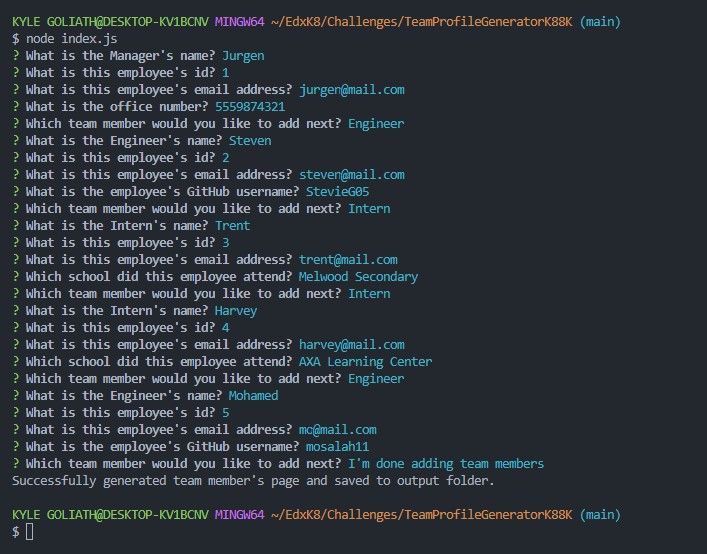 KYLE GOLIATH@DESKTOP-KV1BCNV MINGW64 ~/EdxK8/Challenges/TeamProfileGeneratorK88K (main)
$ node index.js
? What is the Manager's name? Jurgen
? What is this employee's id? 1
? What is this employee's email address? jurgen@mail.com
? What is the office number? 5559874321
? Which team member would you like to add next? Engineer
? What is the Engineer's name? Steven
? What is this employee's id? 2
? What is this employee's email address? steven@mail.com
? What is the employee's GitHub username? StevieG05
? Which team member would you like to add next? Intern
? What is the Intern's name? Trent
? What is this employee's id? 3
? What is this employee's email address? trent@mail.com
? Which school did this employee attend? Melwood Secondary
? Which team member would you like to add next? Intern
? What is the Intern's name? Harvey
? What is this employee's id? 4
? What is this employee's email address? harvey@mail.com
? Which school did this employee attend? AXA Learning Center
? Which team member would you like to add next? Engineer
? What is the Engineer's name? Mohamed
? What is this employee's id? 5
? What is this employee's email address? mc@mail.com
? What is the employee's GitHub username? mosalah11
? Which team member would you like to add next? I'm done adding team members
Successfully generated team member's page and saved to output folder.
KYLE GOLIATH@DESKTOP-KV1BCNV MINGW64 ~/EdxK8/Challenges/TeamProfileGeneratorK88K (main)
$